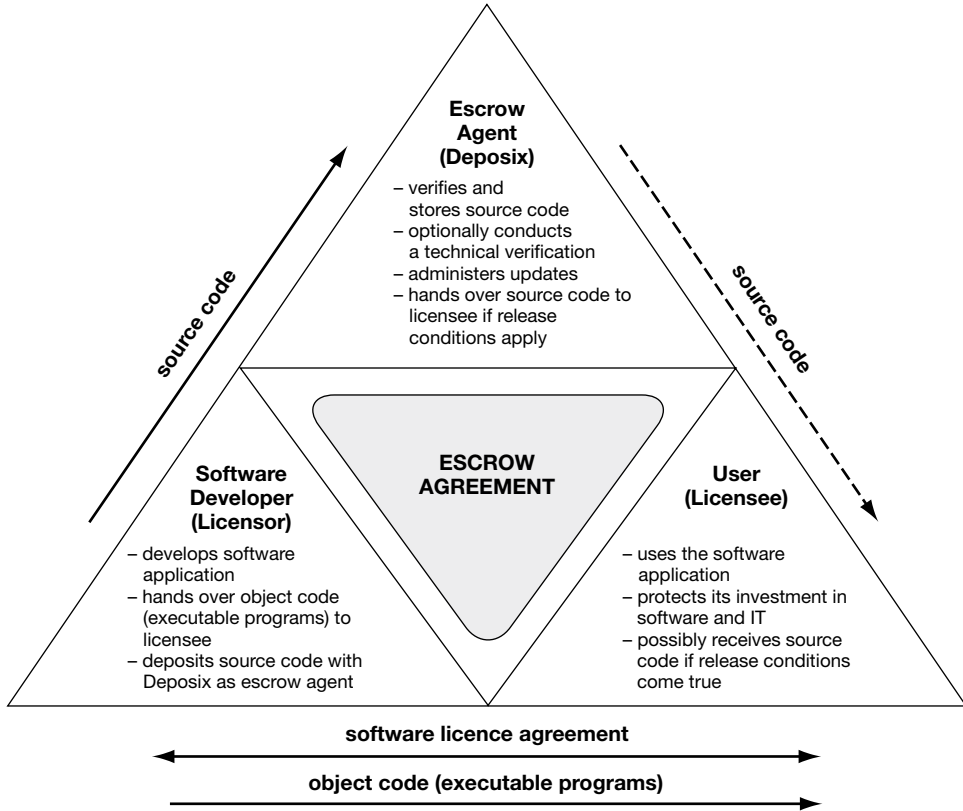 Escrow
Agent
(Deposix)
– verifies and
stores source code
– optionally conducts
a technical verification
– administers updates
– hands over source code to
licensee if release
conditions apply
source code
source code
ESCROW
AGREEMENT
Software
Developer
(Licensor)
– develops software
application
– hands over object code
(executable programs) to
licensee
– deposits source code with
Deposix as escrow agent
User
(Licensee)
– uses the software
application
– protects its investment in
software and IT
– possibly receives source
code if release conditions
come true
software licence agreement
object code (executable programs)